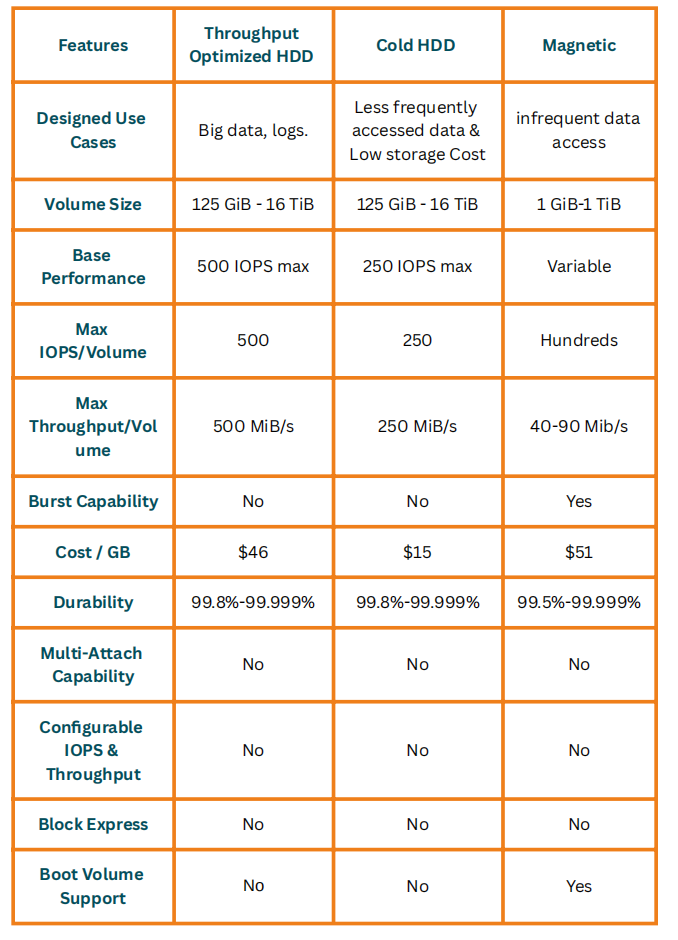 Features
Throughput
Optimized HDD
Cold HDD
Magnetic
Designed Use
Cases
Big data, logs.
Less frequently
accessed data &
Low storage Cost
infrequent data
access
Volume Size
125 GiB - 16 TiB
125 GiB - 16 TiB
1 GiB-1 TiB
Base
Performance
500 IOPS max
250 IOPS max
Variable
Max
IOPS/Volume
500
250
Hundreds
Max
Throughput/Vol
ume
500 MiB/s
250 MiB/s
40-90 Mib/s
Burst Capability
No
No
Yes
Cost / GB
$46
$15
$51
Durability
99.8%-99.999%
99.8%-99.999%
99.5%-99.999%
Multi-Attach
Capability
No
No
No
Configurable
IOPS &
Throughput
No
No
No
Block Express
No
No
No
Boot Volume
Support
No
No
Yes